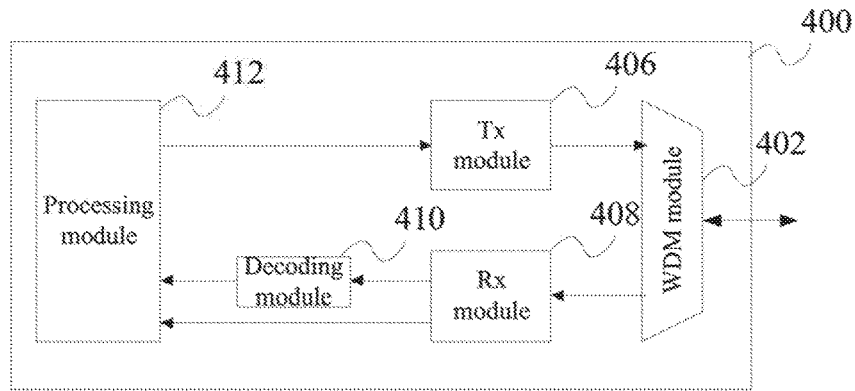 400
412
406
Tx
module
402
WDM module
Processing
module
410
408
Decoding
module
Rx
module